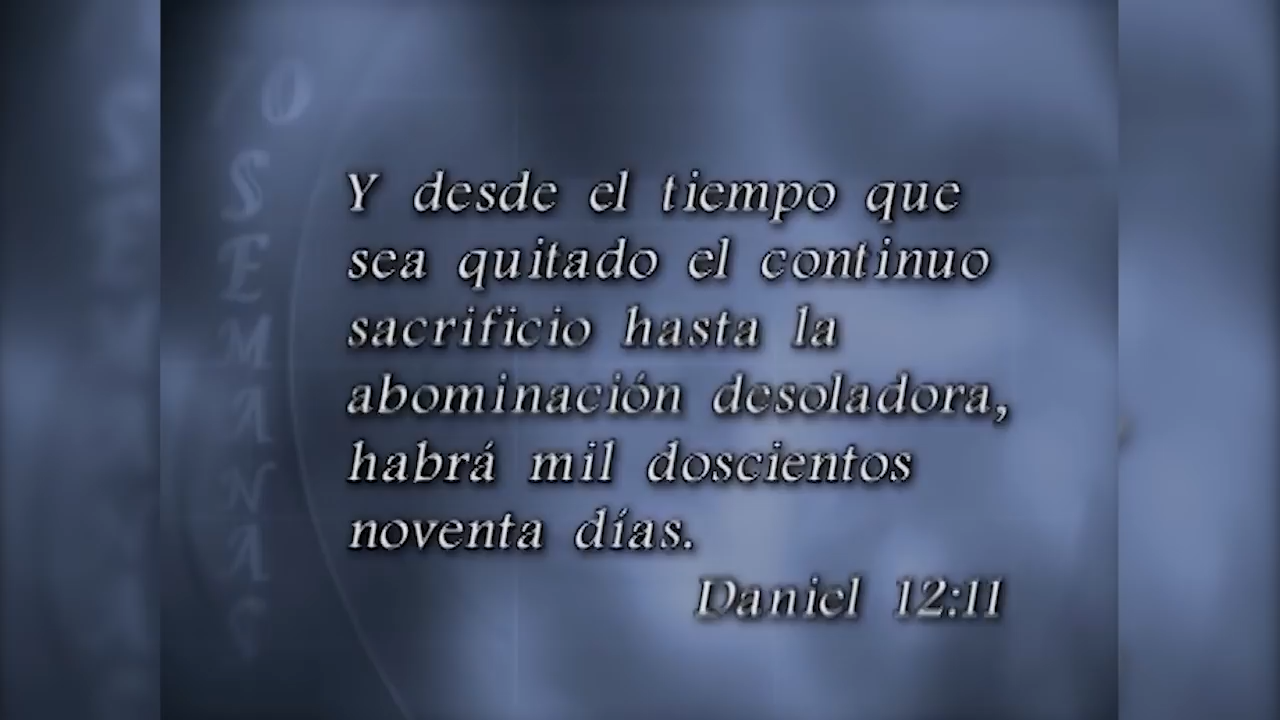 Y desde el tiempo que
sea quitado el continuo
sacrificio hasta la
abominación desoladora,
habrá mil doscientos
noventa días.
Daniel 12:11
O SEMANAS